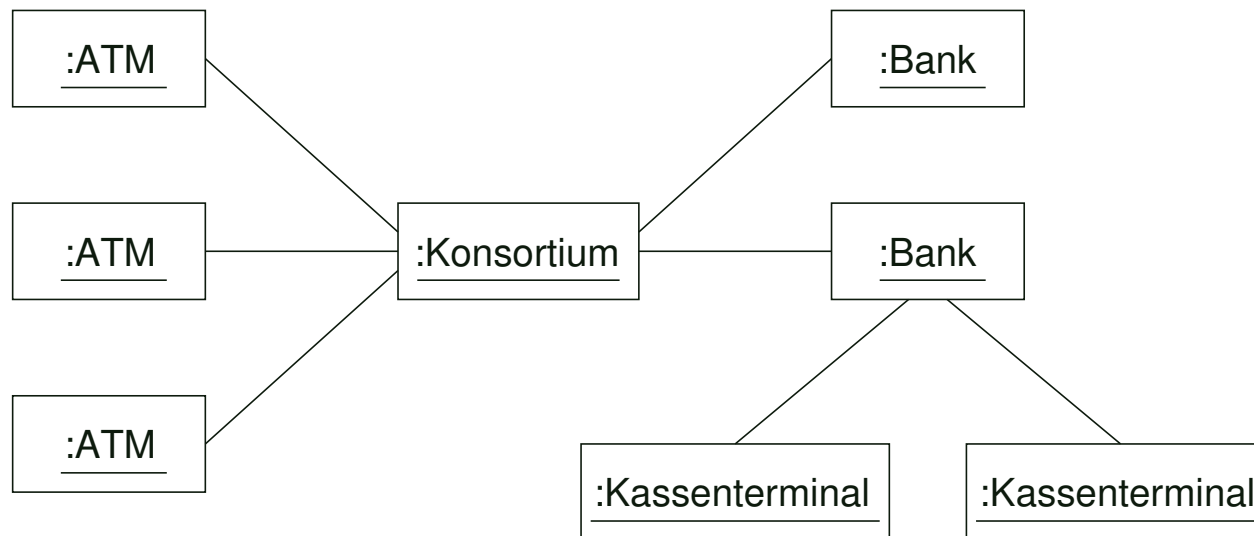 :ATM
:Bank
:ATM
:Konsortium
:Bank
:ATM
:Kassenterminal
:Kassenterminal